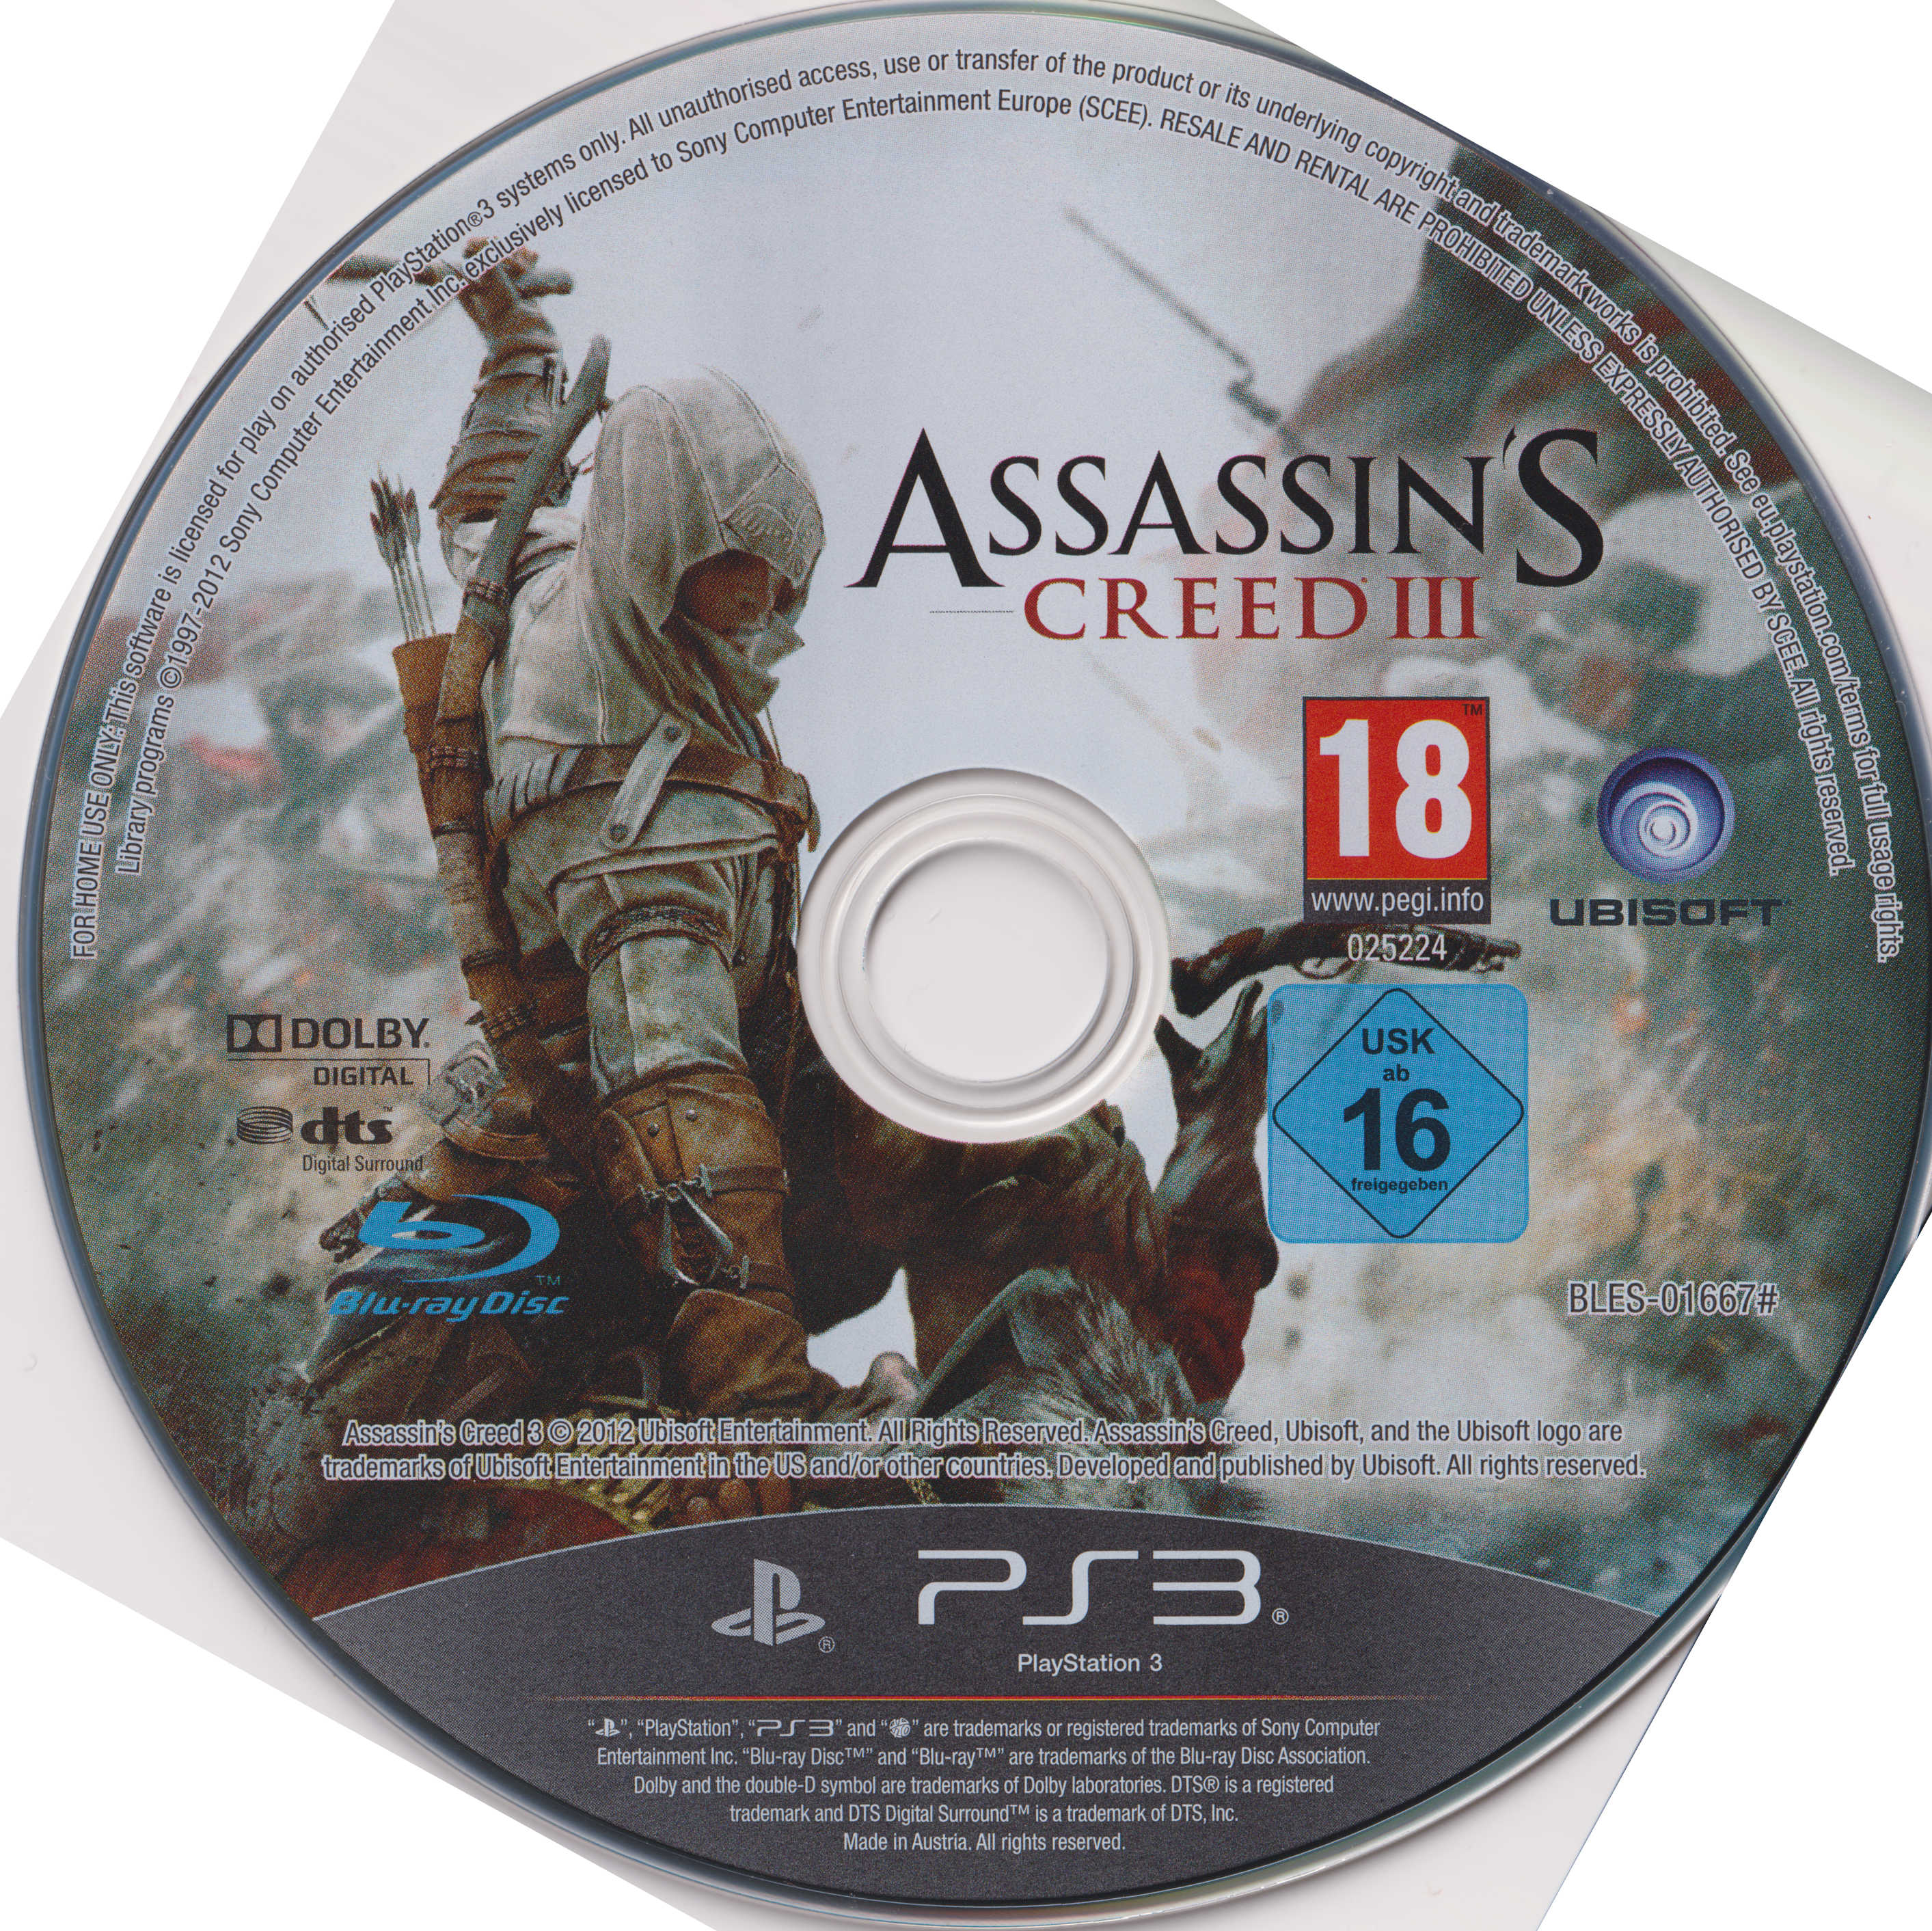 FOR HOME USE ONLY. This software is licensed for play on authorised PlayStation®3 systems only. All unauthorised access, use or transfer of the product or its underlying copyright and trademark works is prohibited. See eu.playstation.com/terms for full usage rights.
Library programs ©1997-2012 Sony Computer Entertainment Inc. exclusively licensed to Sony Computer Entertainment Europe (SCEE). RESALE AND RENTAL ARE PROHIBITED UNLESS EXPRESSLY AUTHORISED BY SCEE. All rights reserved.
ASSASSIN'S
CREED III
18™
www.pegi.info
025224
UBISOFT
DOLBY.
DIGITAL
dts™
Digital Surround
Blu-ray Disc™
USK
ab
16
freigegeben
BLES-01667#
Assassin's Creed 3 © 2012 Ubisoft Entertainment. All Rights Reserved. Assassin's Creed, Ubisoft, and the Ubisoft logo are
trademarks of Ubisoft Entertainment in the US and/or other countries. Developed and published by Ubisoft. All rights reserved.
® PS3®
PlayStation 3
“”, “PlayStation”, “PS3” and “” are trademarks or registered trademarks of Sony Computer
Entertainment Inc. “Blu-ray Disc™” and “Blu-ray™” are trademarks of the Blu-ray Disc Association.
Dolby and the double-D symbol are trademarks of Dolby laboratories. DTS® is a registered
trademark and DTS Digital Surround™ is a trademark of DTS, Inc.
Made in Austria. All rights reserved.